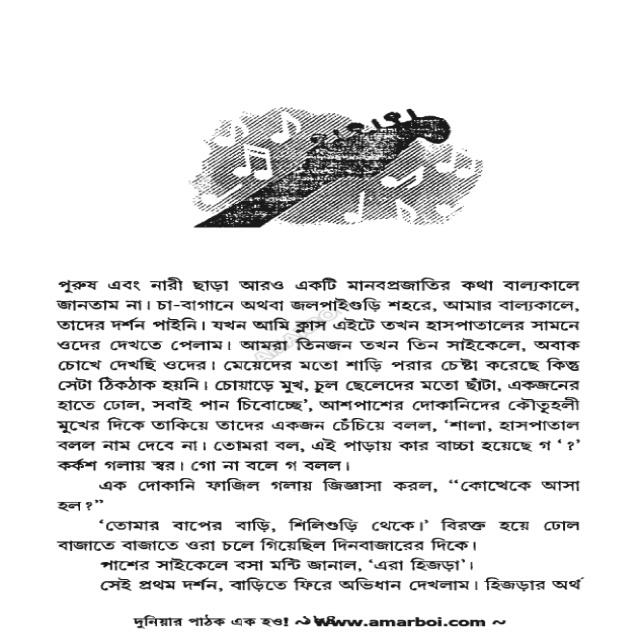 পুরুষ এবং নারী ছাড়া আরও একটি মানবপ্রজাতির কথা বাল্যকালে
জানতাম না। চা-বাগানে অথবা জলপাইগুড়ি শহরে, আমার বাল্যকালে,
তাদের দর্শন পাইনি। যখন আমি ক্লাস এইটে তখন হাসপাতালের সামনে
ওদের দেখতে পেলাম। আমরা তিনজন তখন তিন সাইকেলে, অবাক
চোখে দেখছি ওদের। মেয়েদের মতো শাড়ি পরার চেষ্টা করেছে কিন্তু
সেটা ঠিকঠাক হয়নি। চোয়াড়ে মুখ, চুল ছেলেদের মতো ছাঁটা, একজনের
হাতে ঢোল, সবাই পান চিবোচ্ছে', আশপাশের দোকানিদের কৌতূহলী
মুখের দিকে তাকিয়ে তাদের একজন চেঁচিয়ে বলল, 'শালা, হাসপাতাল
বলল নাম দেবে না। তোমরা বল, এই পাড়ায় কার বাচ্চা হয়েছে গ '?'
কর্কশ গলায় স্বর। গো না বলে গ বলল।
এক দোকানি ফাজিল গলায় জিজ্ঞাসা করল, "কোত্থেকে আসা
হল?"
'তোমার বাপের বাড়ি, শিলিগুড়ি থেকে।' বিরক্ত হয়ে ঢোল
বাজাতে বাজাতে ওরা চলে গিয়েছিল দিনবাজারের দিকে।
পাশের সাইকেলে বসা মন্টি জানাল, 'এরা হিজড়া'।
সেই প্রথম দর্শন, বাড়িতে ফিরে অভিধান দেখলাম। হিজড়ার অর্থ
দুনিয়ার পাঠক এক হও! ~ www.amarboi.com ~